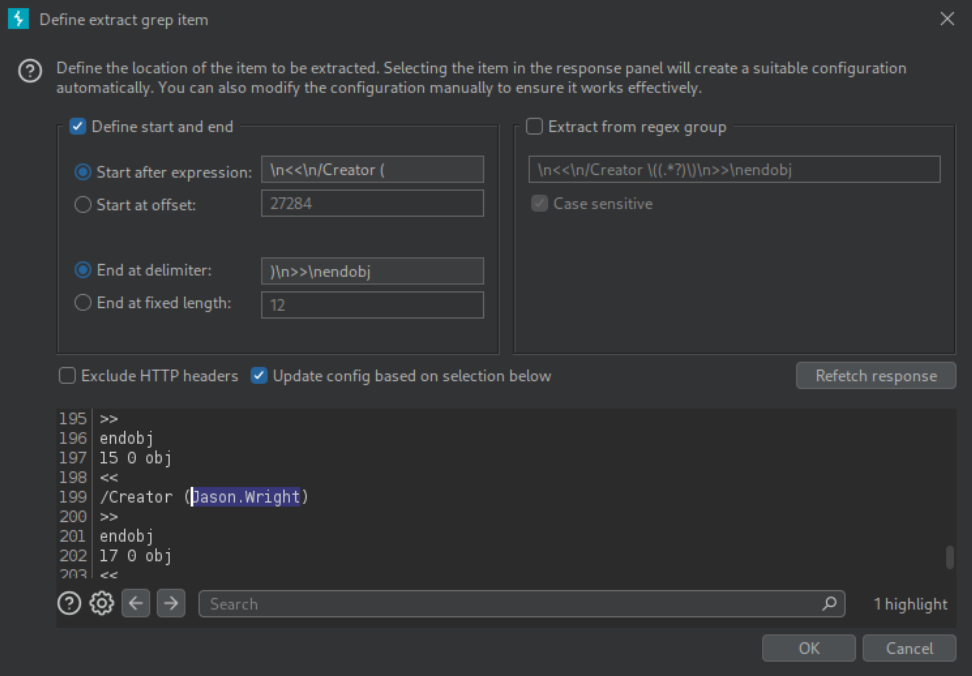 Define extract grep item
Define the location of the item to be extracted. Selecting the item in the response panel will create a suitable configuration
automatically. You can also modify the configuration manually to ensure it works effectively.
Define start and end
Start after expression: \n<<\n/Creator (
Start at offset: 27284
End at delimiter: )\n>>\nendobj
End at fixed length: 12
Extract from regex group
\n<<\n/Creator \((.*?)\)\n>>\nendobj
Case sensitive
Exclude HTTP headers Update config based on selection below Refetch response
195 >>
196 endobj
197 15 0 obj
198 <<
199 /Creator (Jason.Wright)
200 >>
201 endobj
202 17 0 obj
203 <<
Search 1 highlight
OK Cancel